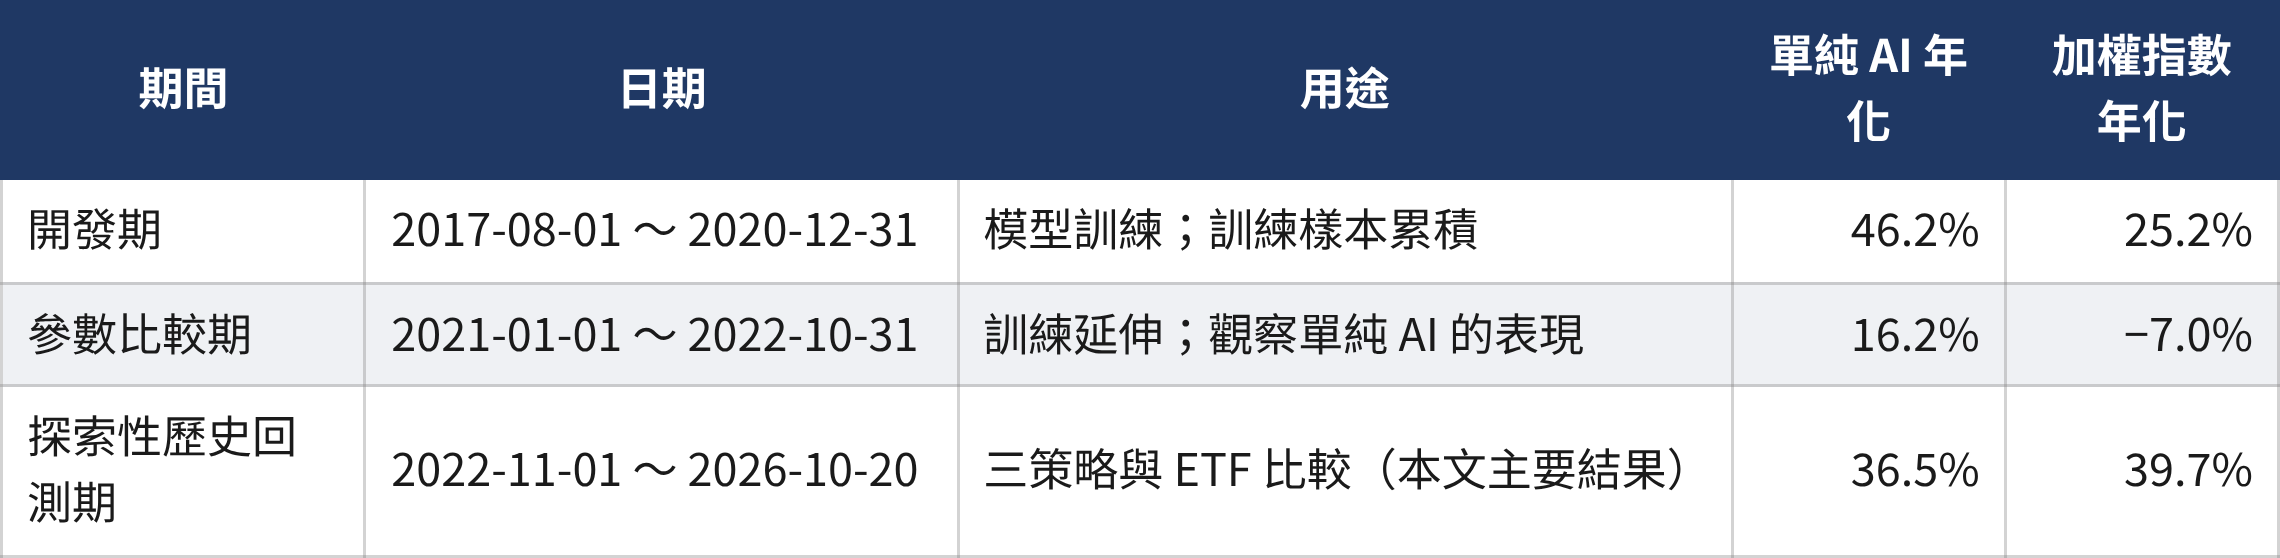 期間 日期 用途 單純 AI 年化 加權指數年化
開發期 2017-08-01 ～ 2020-12-31 模型訓練；訓練樣本累積 46.2% 25.2%
參數比較期 2021-01-01 ～ 2022-10-31 訓練延伸；觀察單純 AI 的表現 16.2% −7.0%
探索性歷史回測期 2022-11-01 ～ 2026-10-20 三策略與 ETF 比較（本文主要結果） 36.5% 39.7%